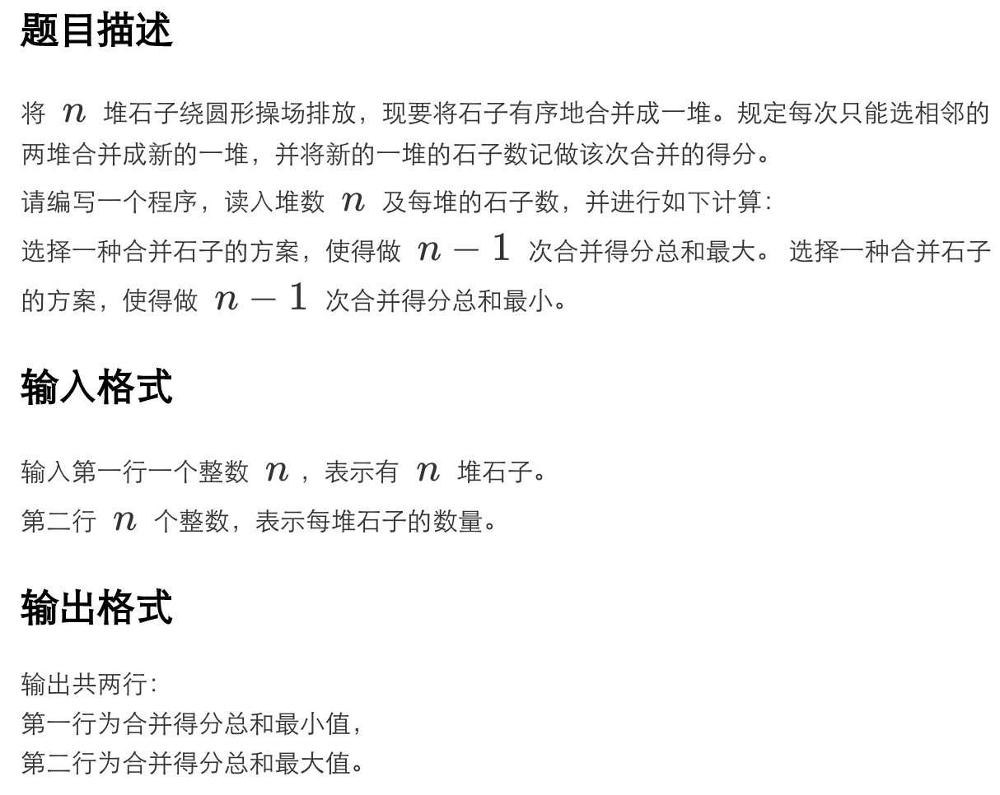 题目描述
将 n 堆石子绕圆形操场排放，现要将石子有序地合并成一堆。规定每次只能选相邻的
两堆合并成新的一堆，并将新的一堆的石子数记做该次合并的得分。
请编写一个程序，读入堆数 n 及每堆的石子数，并进行如下计算：
选择一种合并石子的方案，使得做 n − 1 次合并得分总和最大。 选择一种合并石子
的方案，使得做 n − 1 次合并得分总和最小。
输入格式
输入第一行一个整数 n ，表示有 n 堆石子。
第二行 n 个整数，表示每堆石子的数量。
输出格式
输出共两行：
第一行为合并得分总和最小值，
第二行为合并得分总和最大值。